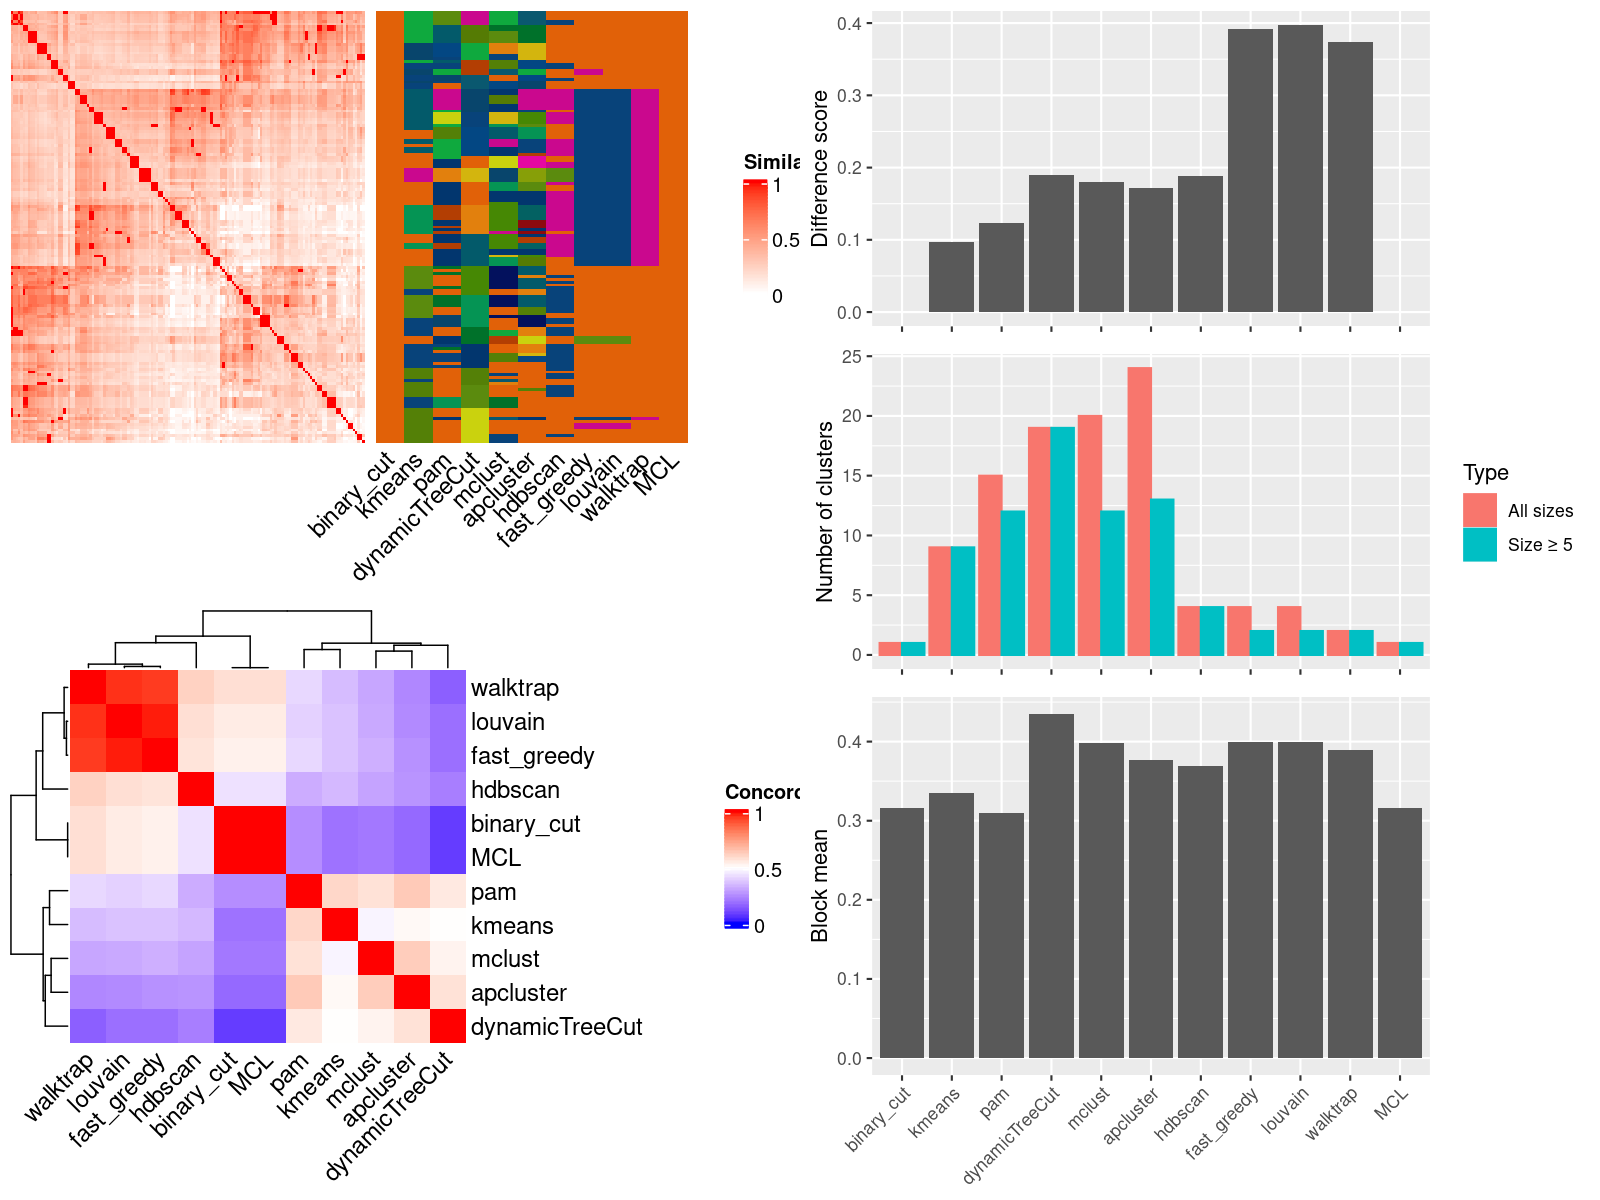 Simila
1
0.5
0
binary_cut
kmeans
pam
dynamicTreeCut
mclust
apcluster
hdbscan
fast_greedy
louvain
walktrap
MCL
walktrap
louvain
fast_greedy
hdbscan
binary_cut
MCL
pam
kmeans
mclust
apcluster
dynamicTreeCut
walktrap
louvain
fast_greedy
hdbscan
binary_cut
MCL
pam
kmeans
mclust
apcluster
dynamicTreeCut
Concord
1
0.5
0
Difference score
0.4
0.3
0.2
0.1
0.0
Number of clusters
25
20
15
10
5
0
Type
All sizes
Size ≥ 5
Block mean
0.4
0.3
0.2
0.1
0.0
binary_cut
kmeans
pam
dynamicTreeCut
mclust
apcluster
hdbscan
fast_greedy
louvain
walktrap
MCL